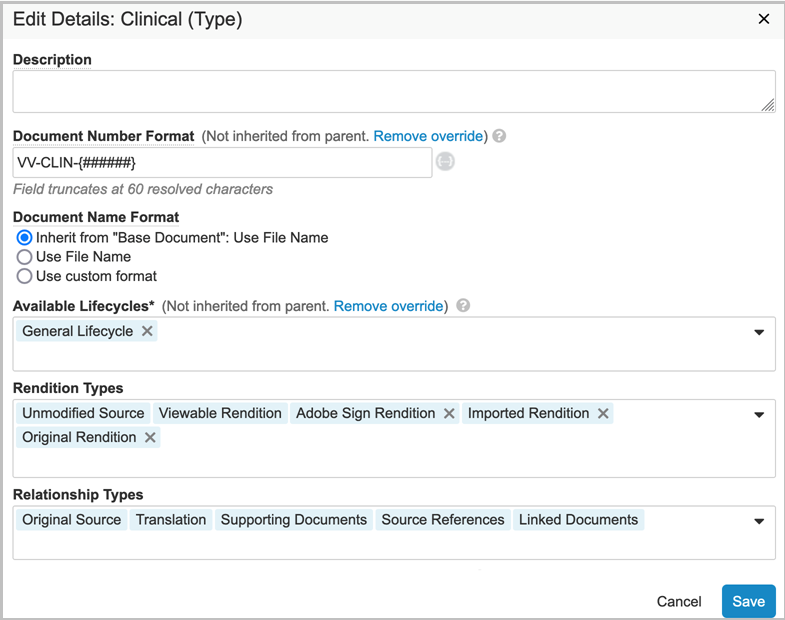 Edit Details: Clinical (Type)
Description
Document Number Format (Not inherited from parent. Remove override)
VV-CLIN-{######}
Field truncates at 60 resolved characters
Document Name Format
Inherit from "Base Document": Use File Name
Use File Name
Use custom format
Available Lifecycles* (Not inherited from parent. Remove override)
General Lifecycle
Rendition Types
Unmodified Source Viewable Rendition Adobe Sign Rendition Imported Rendition
Original Rendition
Relationship Types
Original Source Translation Supporting Documents Source References Linked Documents
Cancel Save